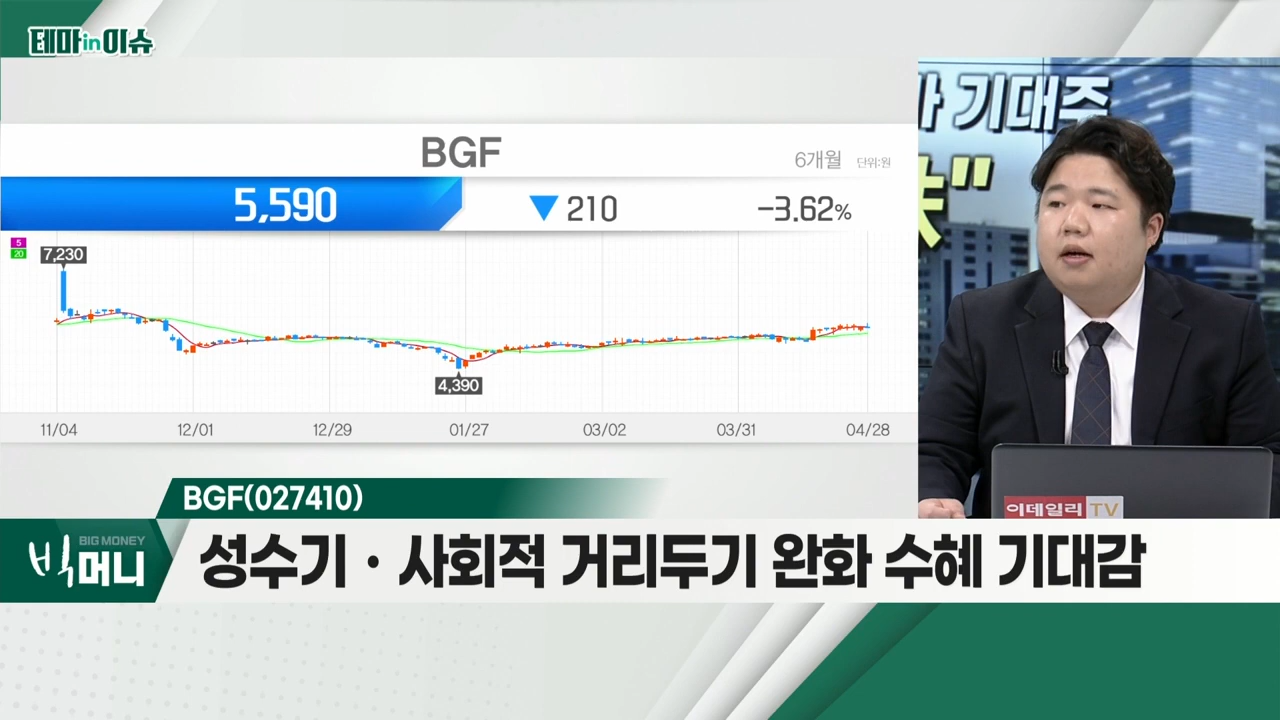 테마in이슈
기대주
"
BGF
6개월 단위:원
5,590 ▼ 210 -3.62%
5
20
7,230
4,390
11/04 12/01 12/29 01/27 03/02 03/31 04/28
이데일리TV
BGF(027410)
BIG MONEY
빅머니
성수기·사회적 거리두기 완화 수혜 기대감